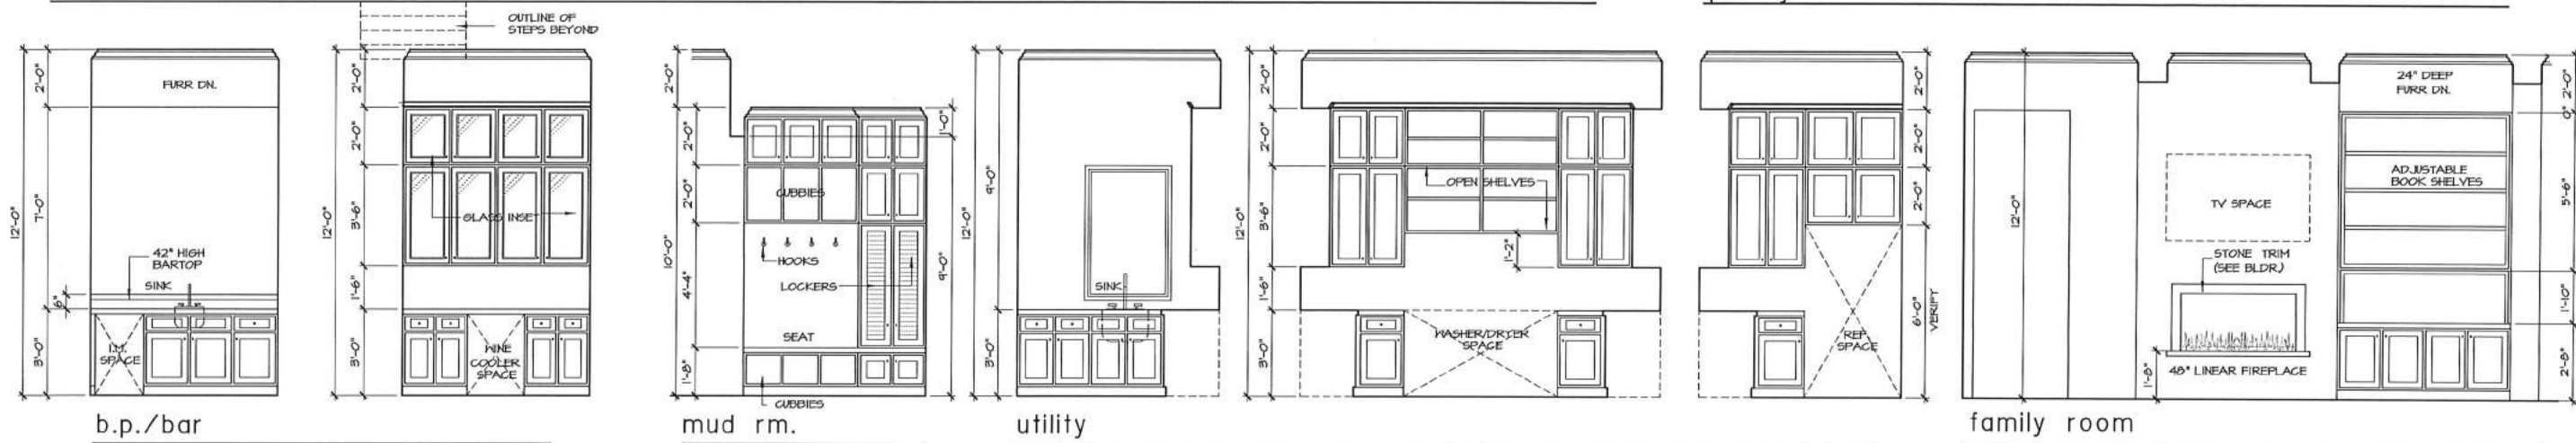 OUTLINE OF
STEPS BEYOND
12'-0"
2'-0"
7'-0"
6"
3'-0"
FURR DN.
42" HIGH
BARTOP
SINK
I.M.
SPACE
b.p./bar
12'-0"
2'-0"
2'-0"
3'-6"
1'-6"
3'-0"
GLASS INSET
WINE
COOLER
SPACE
2'-0"
10'-0"
2'-0"
2'-0"
4'-4"
1'-8"
CUBBIES
HOOKS
LOCKERS
SEAT
CUBBIES
1'-0"
9'-0"
mud rm.
12'-0"
9'-0"
3'-0"
SINK
utility
12'-0"
2'-0"
2'-0"
3'-6"
1'-6"
3'-0"
OPEN SHELVES
1'-2"
WASHER/DRYER
SPACE
2'-0"
2'-0"
2'-0"
6'-0"
VERIFY
REF.
SPACE
12'-0"
TV SPACE
STONE TRIM
(SEE BLDR.)
48" LINEAR FIREPLACE
1'-8"
24" DEEP
FURR DN.
ADJUSTABLE
BOOK SHELVES
2'-0"
5'-6"
1'-10"
2'-8"
family room